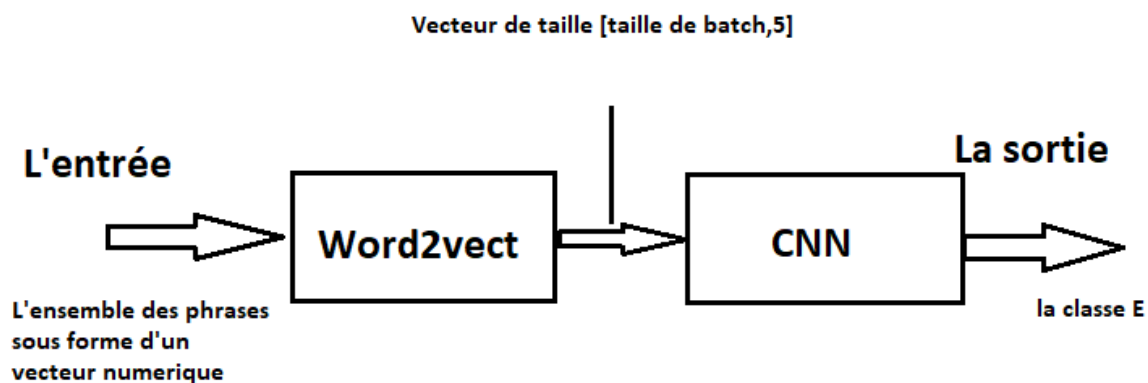 Vecteur de taille [taille de batch,5]
L'entrée
La sortie
Word2vect
CNN
L'ensemble des phrases
sous forme d'un
vecteur numerique
la classe E